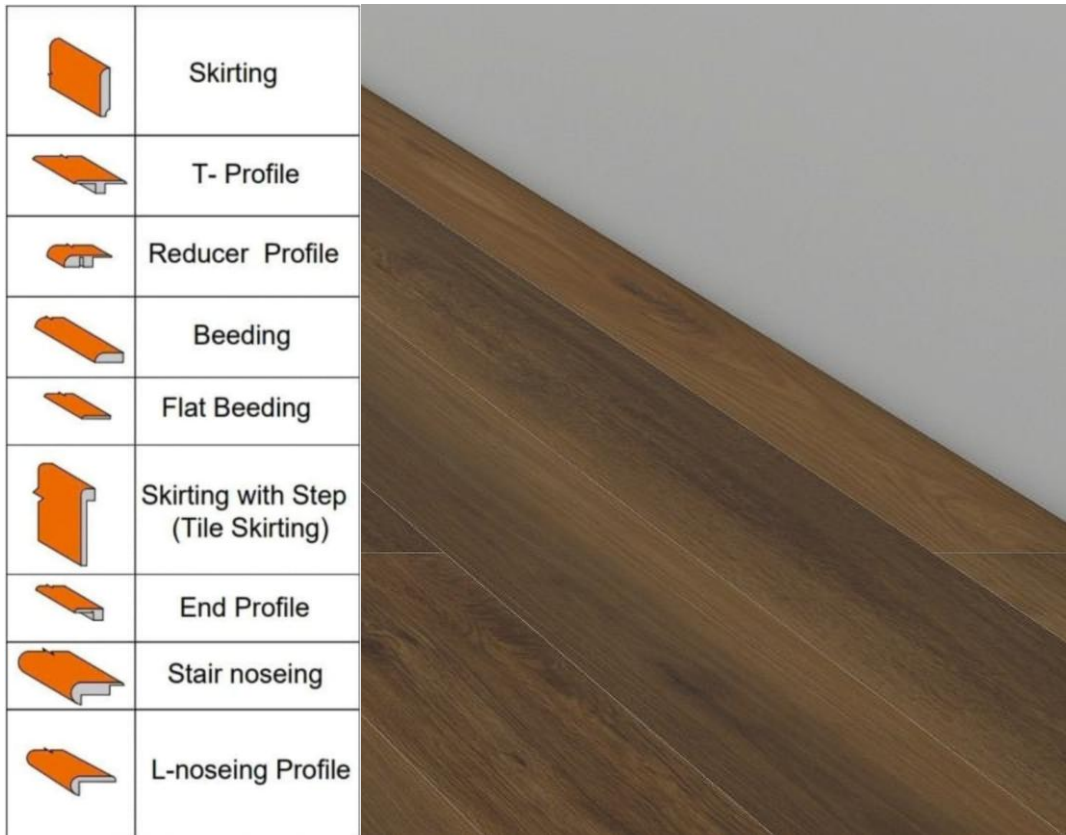 Skirting
T- Profile
Reducer Profile
Beeding
Flat Beeding
Skirting with Step
(Tile Skirting)
End Profile
Stair noseing
L-noseing Profile